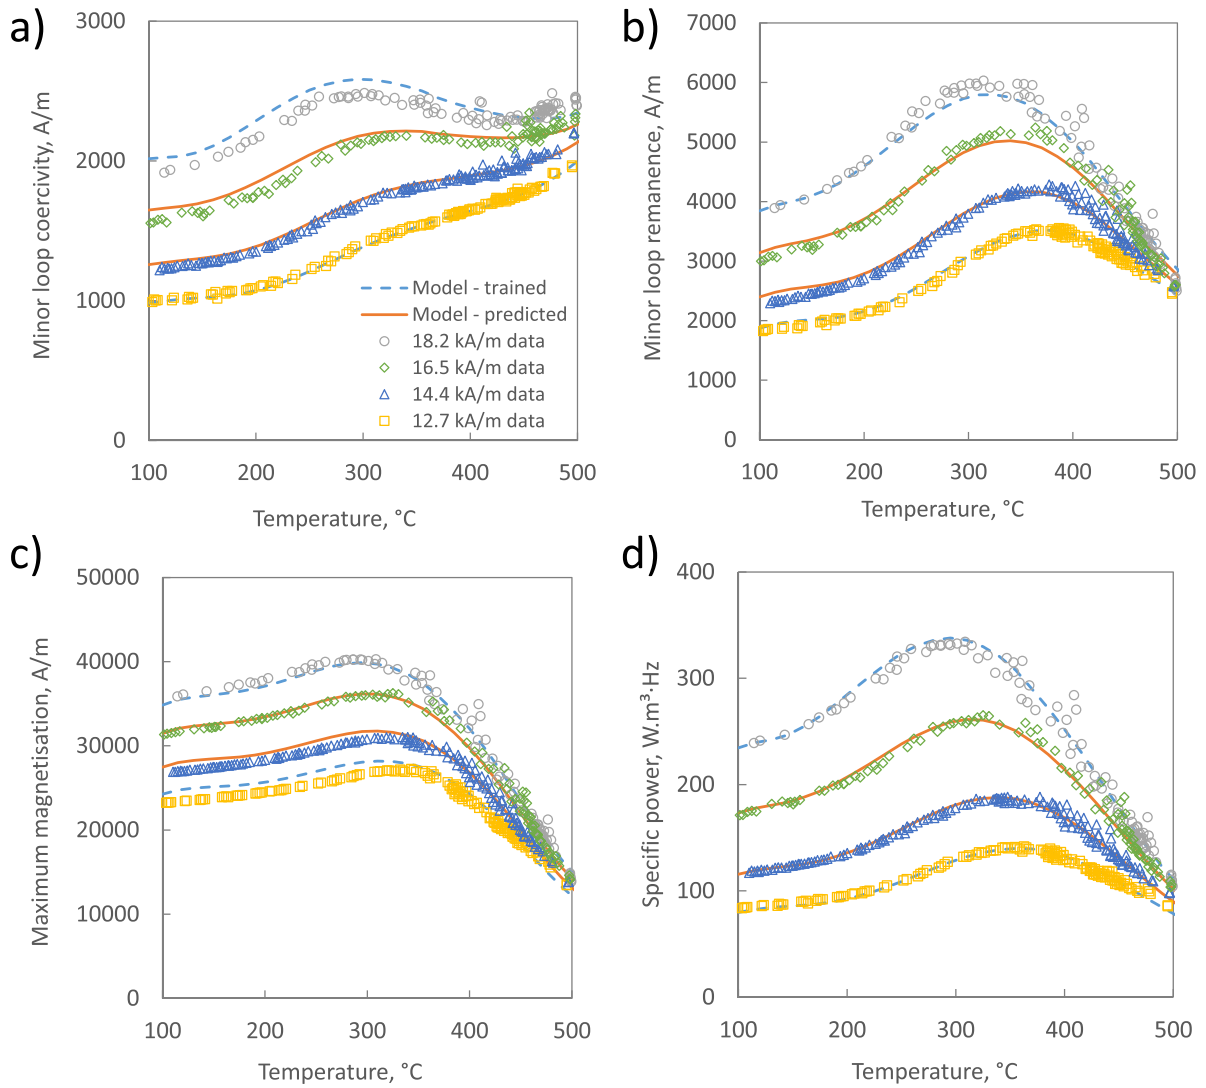 a)
3000
2000
1000
0
Minor loop coercivity, A/m
100
200
300
400
500
Temperature, °C
Model - trained
Model - predicted
18.2 kA/m data
16.5 kA/m data
14.4 kA/m data
12.7 kA/m data
b)
7000
6000
5000
4000
3000
2000
1000
0
Minor loop remanence, A/m
100
200
300
400
500
Temperature, °C
c)
50000
40000
30000
20000
10000
0
Maximum magnetisation, A/m
100
200
300
400
500
Temperature, °C
d)
400
300
200
100
0
Specific power, W.m³·Hz
100
200
300
400
500
Temperature, °C